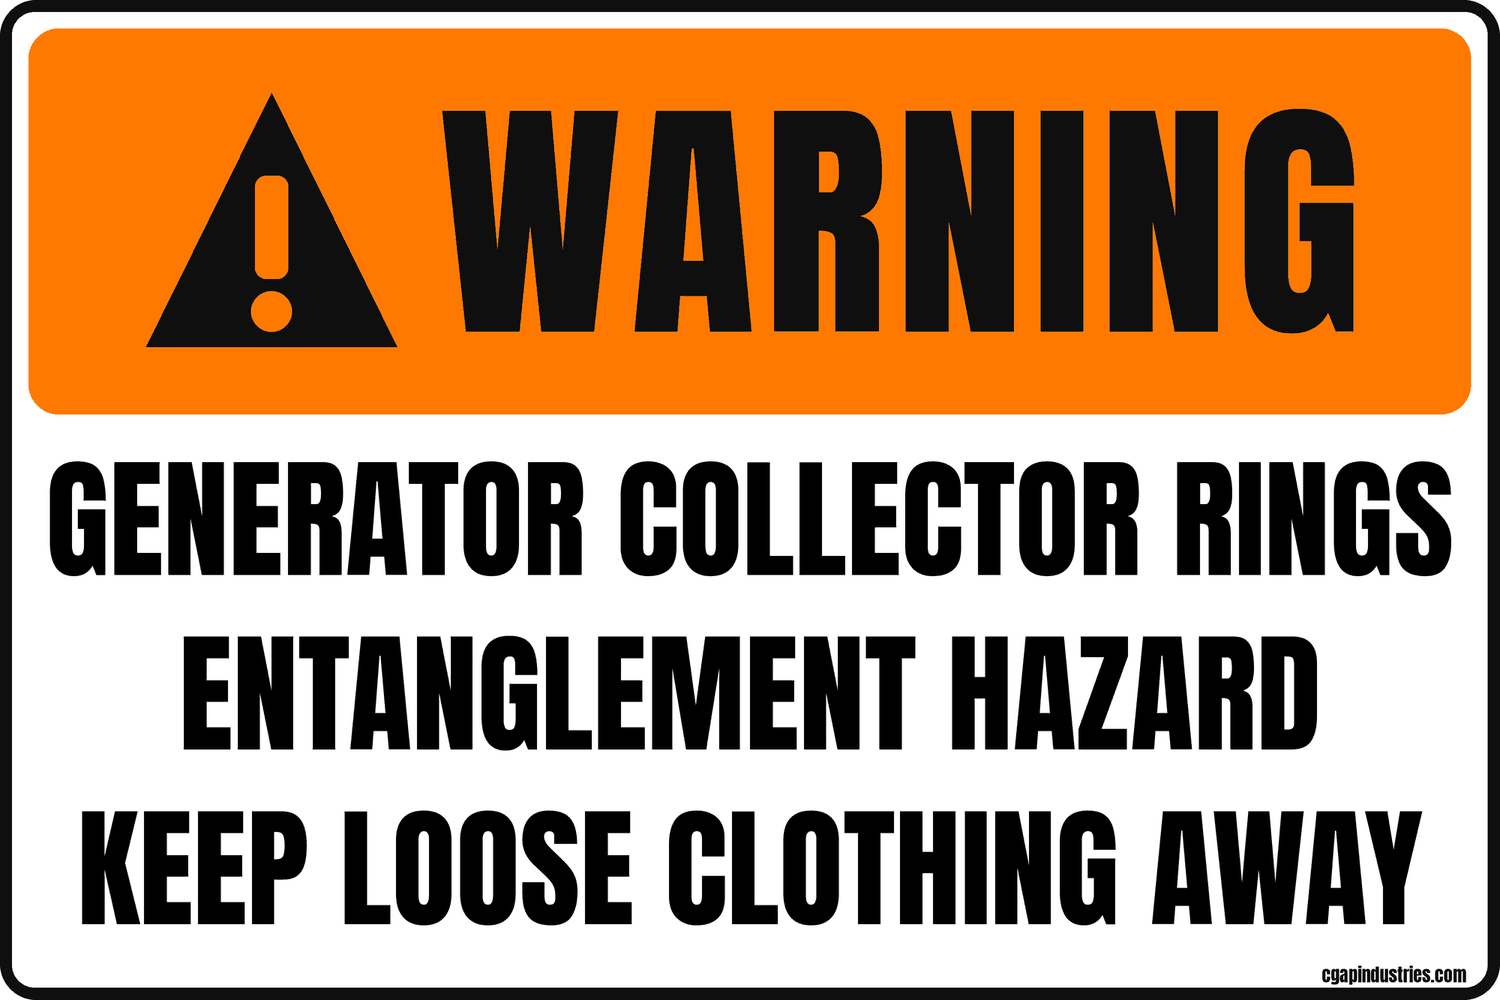 WARNING
GENERATOR COLLECTOR RINGS
ENTANGLEMENT HAZARD
KEEP LOOSE CLOTHING AWAY
cgapindustries.com